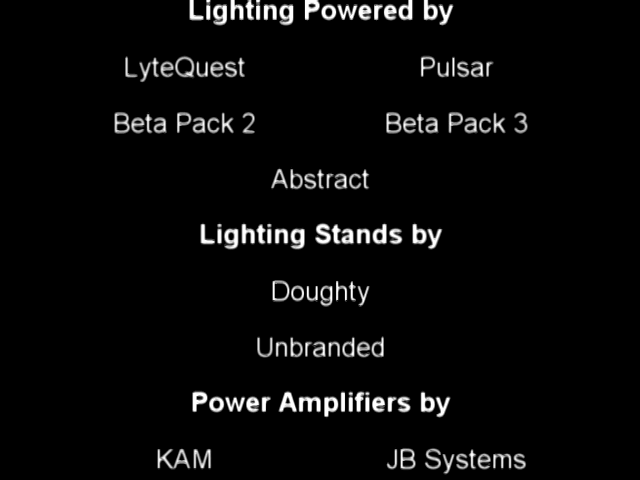 Lighting Powered by
LyteQuest Pulsar
Beta Pack 2 Beta Pack 3
Abstract
Lighting Stands by
Doughty
Unbranded
Power Amplifiers by
KAM JB Systems